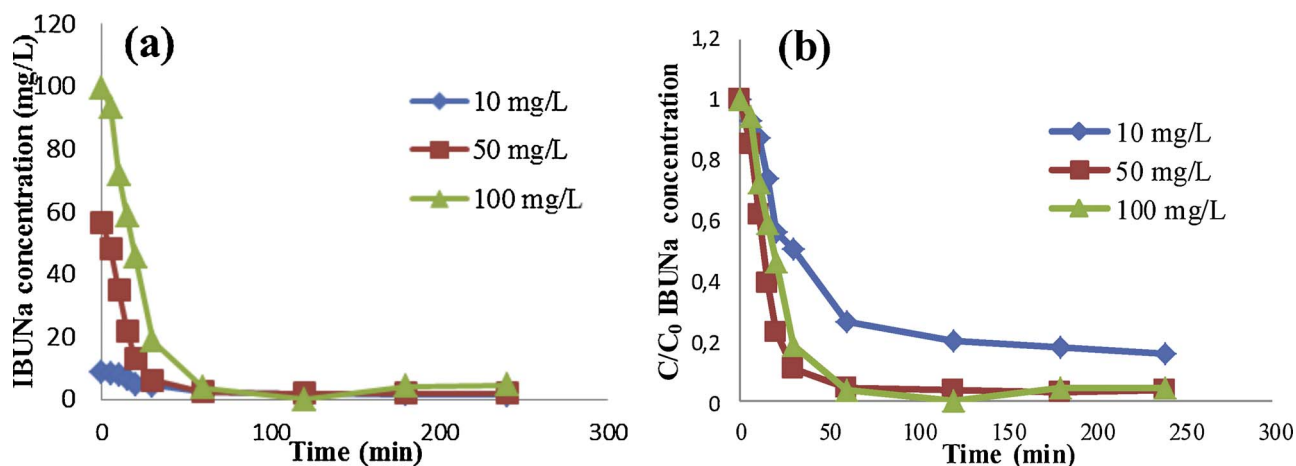 (a)
IBUNa concentration (mg/L)
120
100
80
60
40
20
0
0
100
200
300
Time (min)
10 mg/L
50 mg/L
100 mg/L
(b)
C/C₀ IBUNa concentration
1,2
1
0,8
0,6
0,4
0,2
0
0
50
100
150
200
250
300
Time (min)
10 mg/L
50 mg/L
100 mg/L